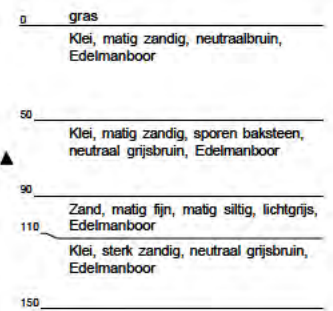 0 gras
Klei, matig zandig, neutraalbruin,
Edelmanboor
50
Klei, matig zandig, sporen baksteen,
neutraal grijsbruin, Edelmanboor
90
Zand, matig fijn, matig siltig, lichtgrijs,
Edelmanboor
110
Klei, sterk zandig, neutraal grijsbruin,
Edelmanboor
150